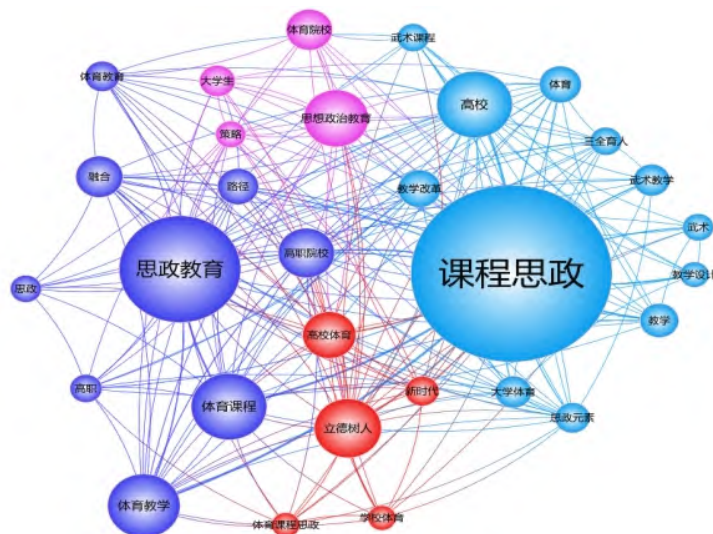 体育院校
武术课程
体育教育
大学生
高校
体育
思想政治教育
策略
三全育人
融合
路径
教学改革
武术教学
武术
思政教育
高职院校
课程思政
教学设计
思政
教学
高校体育
高职
新时代
大学体育
体育课程
思政元素
立德树人
体育教学
体育课程思政
学校体育